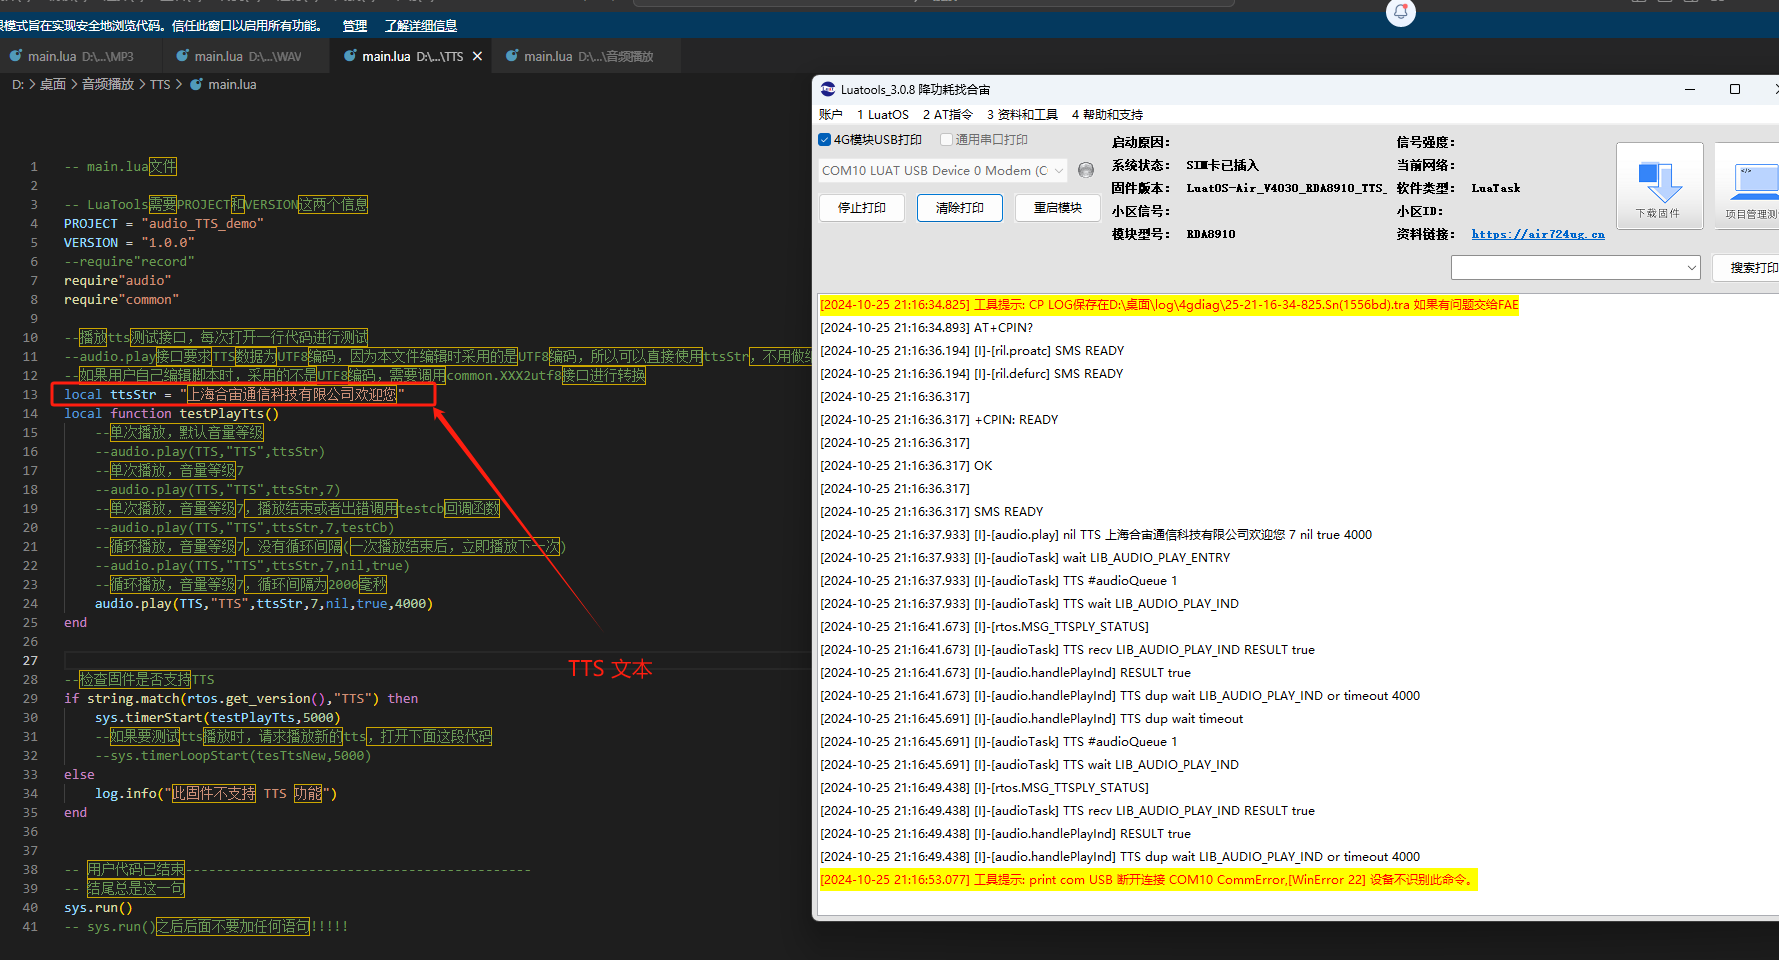 限模式旨在实现安全地浏览代码。信任此窗口以启用所有功能。 管理 了解详细信息
main.lua D:\...\MP3 main.lua D:\...\WAV main.lua D:\...\TTS main.lua D:\...\音频播放
D: > 桌面 > 音频播放 > TTS > main.lua
1 -- main.lua文件
2
3 -- LuaTools需要PROJECT和VERSION这两个信息
4 PROJECT = "audio_TTS_demo"
5 VERSION = "1.0.0"
6 --require"record"
7 require"audio"
8 require"common"
9
10 --播放tts测试接口，每次打开一行代码进行测试
11 --audio.play接口要求TTS数据为UTF8编码，因为本文件编辑时采用的是UTF8编码，所以可以直接使用ttsStr，不用做编
12 --如果用户自己编辑脚本时，采用的不是UTF8编码，需要调用common.XXX2utf8接口进行转换
13 local ttsStr = "上海合宙通信科技有限公司欢迎您"
14 local function testPlayTts()
15 --单次播放，默认音量等级
16 --audio.play(TTS,"TTS",ttsStr)
17 --单次播放，音量等级7
18 --audio.play(TTS,"TTS",ttsStr,7)
19 --单次播放，音量等级7，播放结束或者出错调用testcb回调函数
20 --audio.play(TTS,"TTS",ttsStr,7,testCb)
21 --循环播放，音量等级7，没有循环间隔(一次播放结束后，立即播放下一次)
22 --audio.play(TTS,"TTS",ttsStr,7,nil,true)
23 --循环播放，音量等级7，循环间隔为2000毫秒
24 audio.play(TTS,"TTS",ttsStr,7,nil,true,4000)
25 end
26
27
TTS 文本
28 --检查固件是否支持TTS
29 if string.match(rtos.get_version(),"TTS") then
30 sys.timerStart(testPlayTts,5000)
31 --如果要测试tts播放时，请求播放新的tts，打开下面这段代码
32 --sys.timerLoopStart(tesTtsNew,5000)
33 else
34 log.info("此固件不支持 TTS 功能")
35 end
36
37
38 -- 用户代码已结束---------------------------------------------
39 -- 结尾总是这一句
40 sys.run()
41 -- sys.run()之后后面不要加任何语句!!!!!
Luatools_3.0.8 降功耗找合宙
账户 1 LuatOS 2 AT指令 3 资料和工具 4 帮助和支持
4G模块USB打印 通用串口打印
COM10 LUAT USB Device 0 Modem (C
停止打印 清除打印 重启模块
启动原因: 信号强度:
系统状态: SIM卡已插入 当前网络:
固件版本: LuatOS-Air_V4030_RDA8910_TTS_ 软件类型: LuaTask
小区信号: 小区ID:
模块型号: RDA8910 资料链接: https://air724ug.cn
下载固件 项目管理测
搜索打印
[2024-10-25 21:16:34.825] 工具提示: CP LOG保存在D:\桌面\log\4gdiag\25-21-16-34-825.Sn(1556bd).tra 如果有问题交给FAE
[2024-10-25 21:16:34.893] AT+CPIN?
[2024-10-25 21:16:36.194] [I]-[ril.proatc] SMS READY
[2024-10-25 21:16:36.194] [I]-[ril.defurc] SMS READY
[2024-10-25 21:16:36.317]
[2024-10-25 21:16:36.317] +CPIN: READY
[2024-10-25 21:16:36.317]
[2024-10-25 21:16:36.317] OK
[2024-10-25 21:16:36.317]
[2024-10-25 21:16:36.317] SMS READY
[2024-10-25 21:16:37.933] [I]-[audio.play] nil TTS 上海合宙通信科技有限公司欢迎您 7 nil true 4000
[2024-10-25 21:16:37.933] [I]-[audioTask] wait LIB_AUDIO_PLAY_ENTRY
[2024-10-25 21:16:37.933] [I]-[audioTask] TTS #audioQueue 1
[2024-10-25 21:16:37.933] [I]-[audioTask] TTS wait LIB_AUDIO_PLAY_IND
[2024-10-25 21:16:41.673] [I]-[rtos.MSG_TTSPLY_STATUS]
[2024-10-25 21:16:41.673] [I]-[audioTask] TTS recv LIB_AUDIO_PLAY_IND RESULT true
[2024-10-25 21:16:41.673] [I]-[audio.handlePlayInd] RESULT true
[2024-10-25 21:16:41.673] [I]-[audio.handlePlayInd] TTS dup wait LIB_AUDIO_PLAY_IND or timeout 4000
[2024-10-25 21:16:45.691] [I]-[audio.handlePlayInd] TTS dup wait timeout
[2024-10-25 21:16:45.691] [I]-[audioTask] TTS #audioQueue 1
[2024-10-25 21:16:45.691] [I]-[audioTask] TTS wait LIB_AUDIO_PLAY_IND
[2024-10-25 21:16:49.438] [I]-[rtos.MSG_TTSPLY_STATUS]
[2024-10-25 21:16:49.438] [I]-[audioTask] TTS recv LIB_AUDIO_PLAY_IND RESULT true
[2024-10-25 21:16:49.438] [I]-[audio.handlePlayInd] RESULT true
[2024-10-25 21:16:49.438] [I]-[audio.handlePlayInd] TTS dup wait LIB_AUDIO_PLAY_IND or timeout 4000
[2024-10-25 21:16:53.077] 工具提示: print com USB 断开连接 COM10 CommError,[WinError 22] 设备不识别此命令。